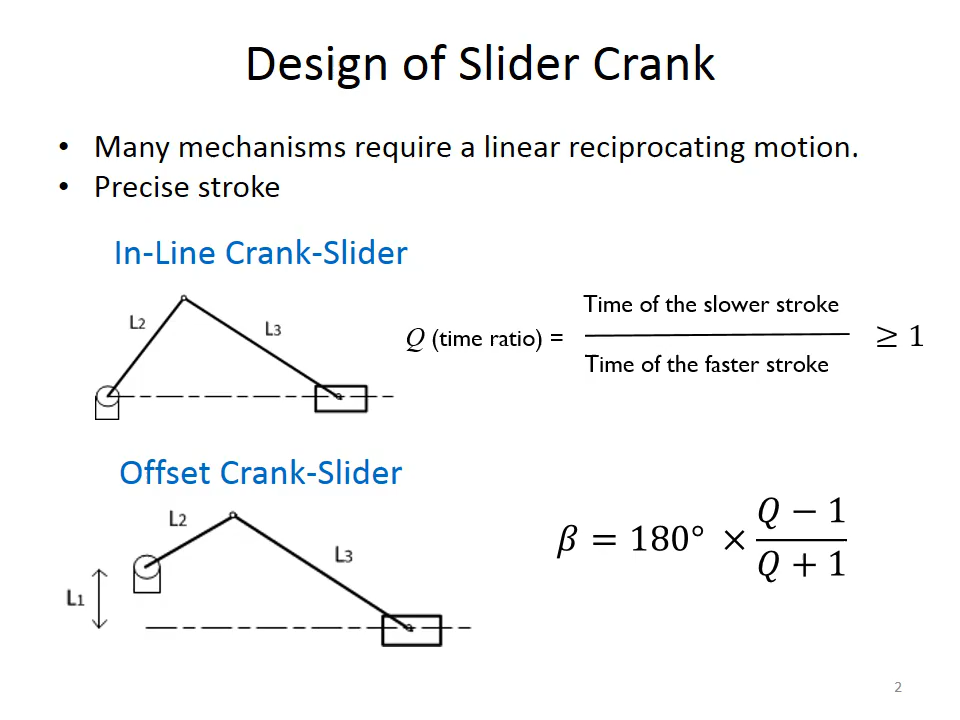 Design of Slider Crank
• Many mechanisms require a linear reciprocating motion.
• Precise stroke
In-Line Crank-Slider
L2
L3
Q (time ratio) = Time of the slower stroke / Time of the faster stroke ≥ 1
Offset Crank-Slider
L2
L3
L1
β = 180° × (Q − 1) / (Q + 1)
2